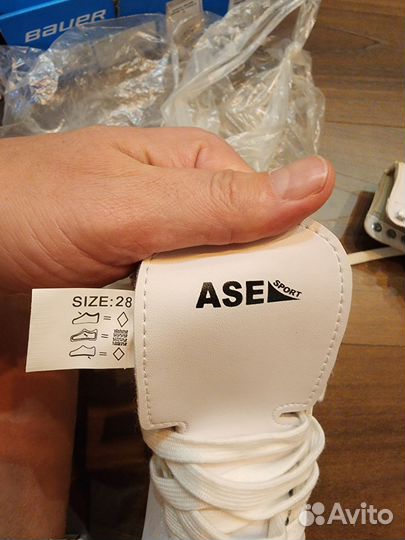 BAUER
SIZE:28
ASE
SPORT
Avito